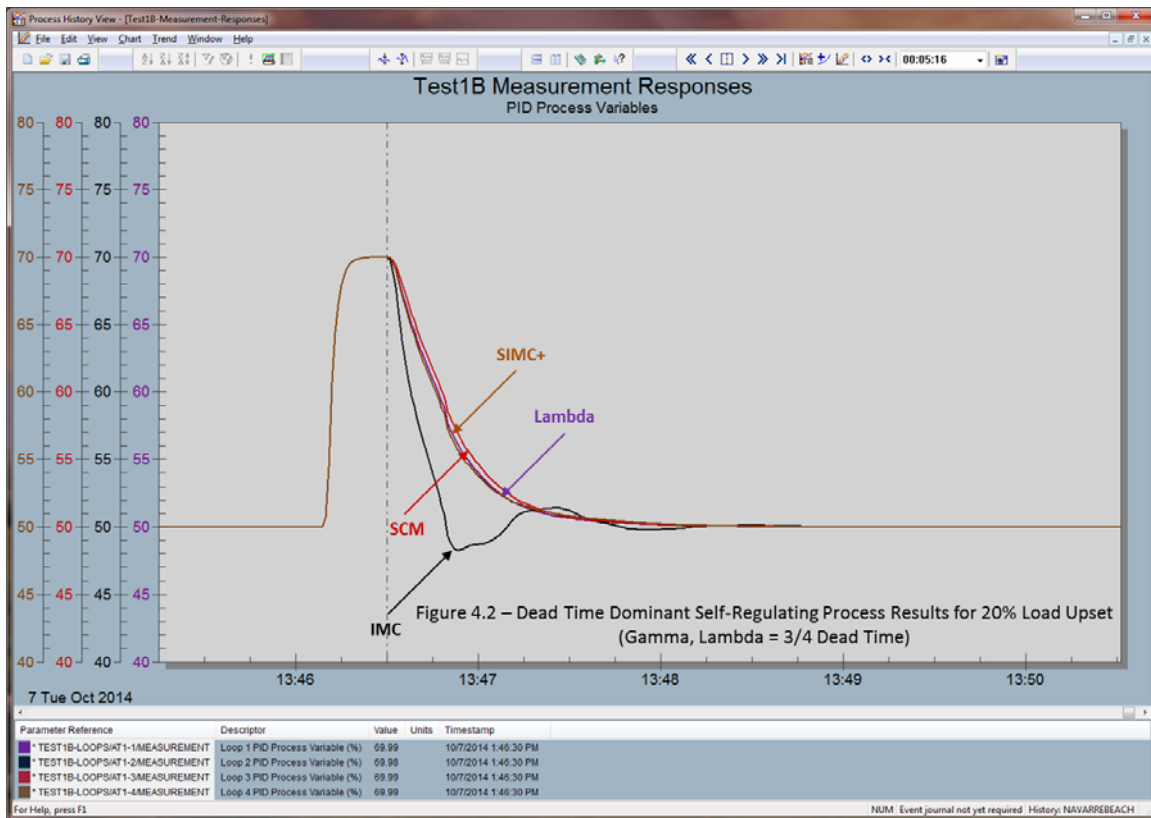 Process History View - [Test1B-Measurement-Responses]
File Edit View Chart Trend Window Help
00:05:16
Test1B Measurement Responses
PID Process Variables
80 80 80 80
75 75 75 75
70 70 70 70
65 65 65 65
60 60 60 60
55 55 55 55
50 50 50 50
45 45 45 45
40 40 40 40
SIMC+
Lambda
SCM
IMC
Figure 4.2 – Dead Time Dominant Self-Regulating Process Results for 20% Load Upset
(Gamma, Lambda = 3/4 Dead Time)
13:46 13:47 13:48 13:49 13:50
7 Tue Oct 2014
Parameter Reference Descriptor Value Units Timestamp
* TEST1B-LOOPS/AT1-1/MEASUREMENT Loop 1 PID Process Variable (%) 69.99 10/7/2014 1:46:30 PM
* TEST1B-LOOPS/AT1-2/MEASUREMENT Loop 2 PID Process Variable (%) 69.98 10/7/2014 1:46:30 PM
* TEST1B-LOOPS/AT1-3/MEASUREMENT Loop 3 PID Process Variable (%) 69.99 10/7/2014 1:46:30 PM
* TEST1B-LOOPS/AT1-4/MEASUREMENT Loop 4 PID Process Variable (%) 69.99 10/7/2014 1:46:30 PM
For Help, press F1
NUM Event journal not yet required History: NAVARREBEACH